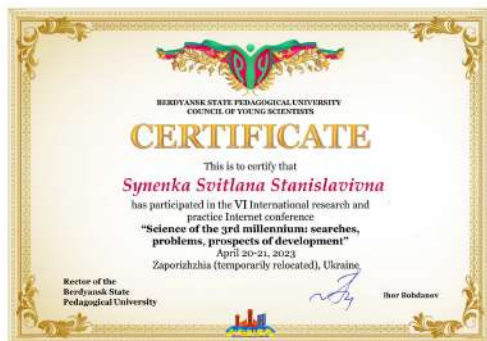 BERDYANSK STATE PEDAGOGICAL UNIVERSITY
COUNCIL OF YOUNG SCIENTISTS
CERTIFICATE
This is to certify that
Synenka Svitlana Stanislavivna
has participated in the VI International research and
practice Internet conference
“Science of the 3rd millennium: searches,
problems, prospects of development”
April 20-21, 2023
Zaporizhzhia (temporarily relocated), Ukraine
Rector of the
Berdyansk State
Pedagogical University
Ihor Bohdanov